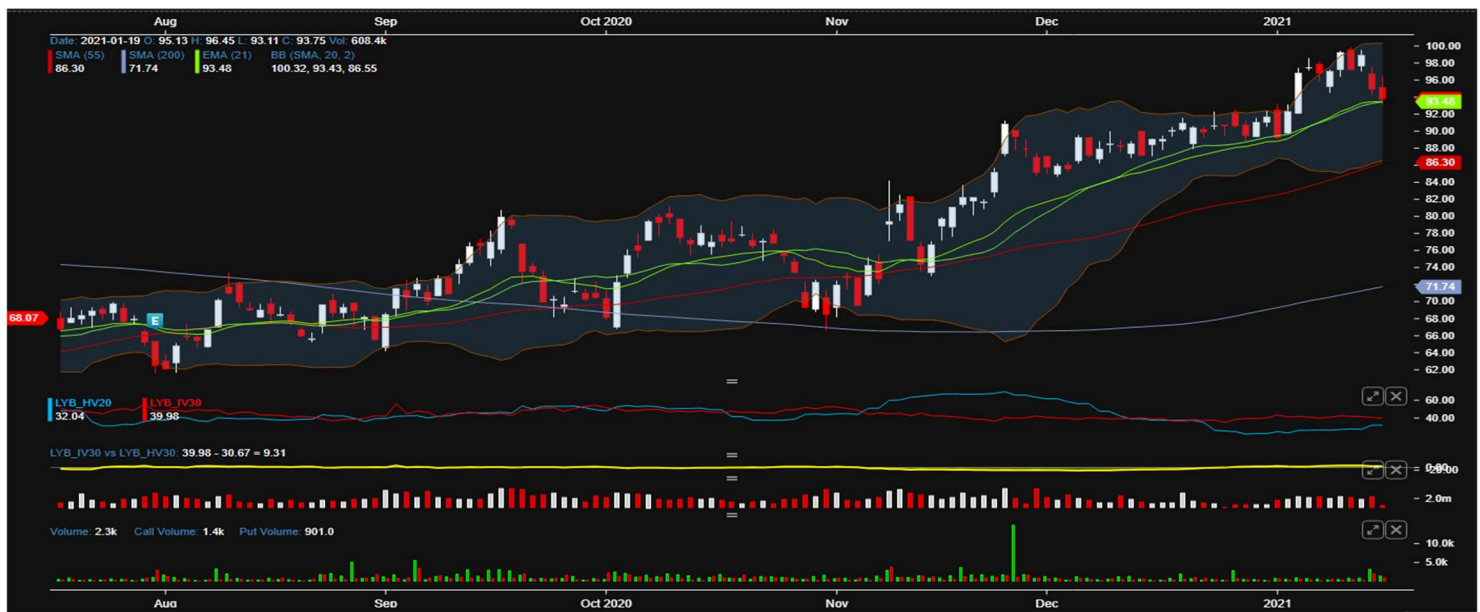 Aug Sep Oct 2020 Nov Dec 2021
Date: 2021-01-19 O: 95.13 H: 96.45 L: 93.11 C: 93.75 Vol: 608.4k
SMA (55) SMA (200) EMA (21) BB (SMA, 20, 2)
86.30 71.74 93.48 100.32, 93.43, 86.55
100.00
98.00
96.00
93.48
92.00
90.00
88.00
86.30
84.00
82.00
80.00
78.00
76.00
74.00
71.74
70.00
68.07
68.00
E
66.00
64.00
62.00
LYB_HV20 LYB_IV30
32.04 39.98
60.00
40.00
LYB_IV30 vs LYB_HV30: 39.98 - 30.67 = 9.31
0.00
2.0m
Volume: 2.3k Call Volume: 1.4k Put Volume: 901.0
10.0k
5.0k
Aug Sep Oct 2020 Nov Dec 2021